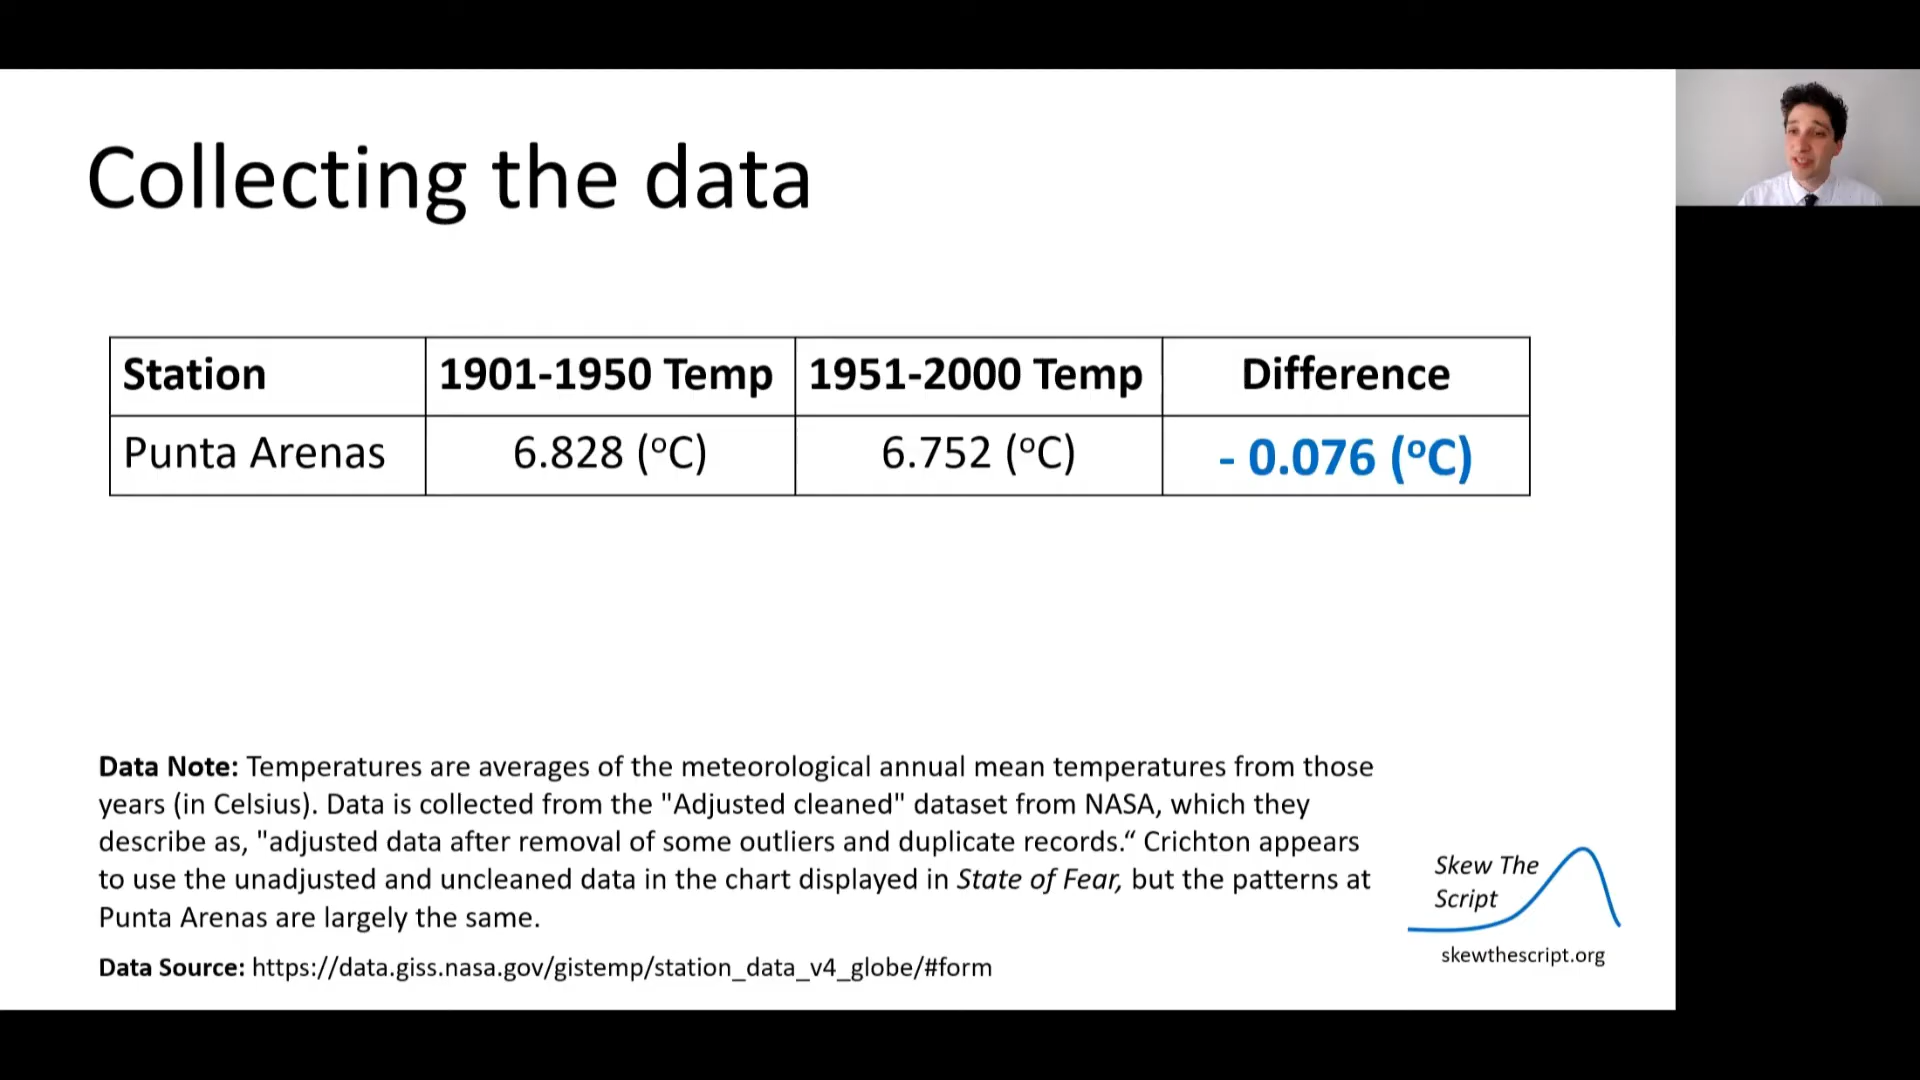 Collecting the data
Station 1901-1950 Temp 1951-2000 Temp Difference
Punta Arenas 6.828 (ºC) 6.752 (ºC) - 0.076 (ºC)
Data Note: Temperatures are averages of the meteorological annual mean temperatures from those
years (in Celsius). Data is collected from the "Adjusted cleaned" dataset from NASA, which they
describe as, "adjusted data after removal of some outliers and duplicate records.“ Crichton appears
to use the unadjusted and uncleaned data in the chart displayed in State of Fear, but the patterns at
Punta Arenas are largely the same.
Data Source: https://data.giss.nasa.gov/gistemp/station_data_v4_globe/#form
Skew The
Script
skewthescript.org